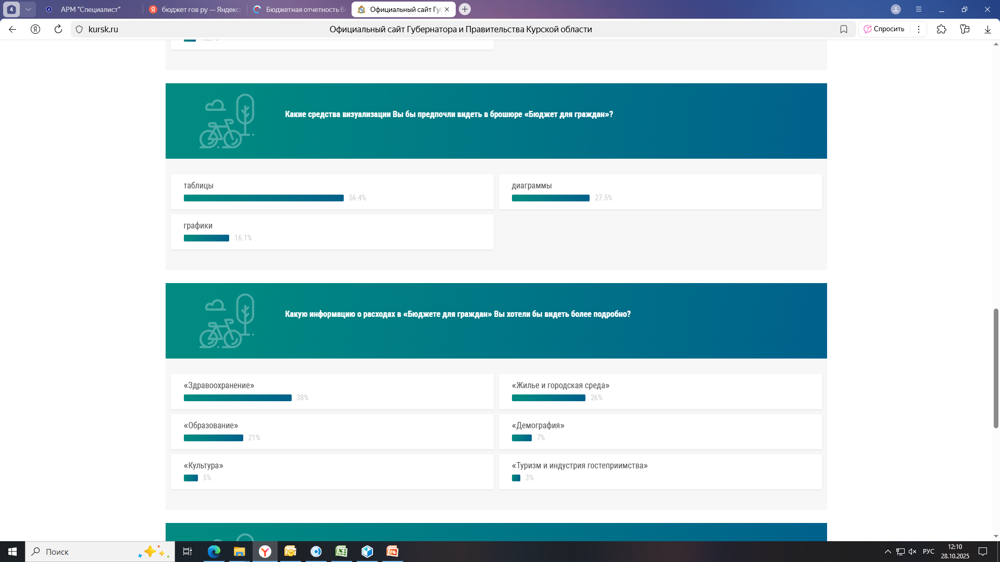 4
АРМ "Специалист"
бюджет гов ру — Яндекс
Бюджетная отчетность б
Официальный сайт Гу
kursk.ru
Официальный сайт Губернатора и Правительства Курской области
Спросить
Какие средства визуализации Вы бы предпочли видеть в брошюре «Бюджет для граждан»?
таблицы
56.4%
диаграммы
27.5%
графики
16.1%
Какую информацию о расходах в «Бюджете для граждан» Вы хотели бы видеть более подробно?
«Здравоохранение»
38%
«Жилье и городская среда»
26%
«Образование»
21%
«Демография»
7%
«Культура»
5%
«Туризм и индустрия гостеприимства»
3%
Поиск
РУС
12:10
28.10.2025